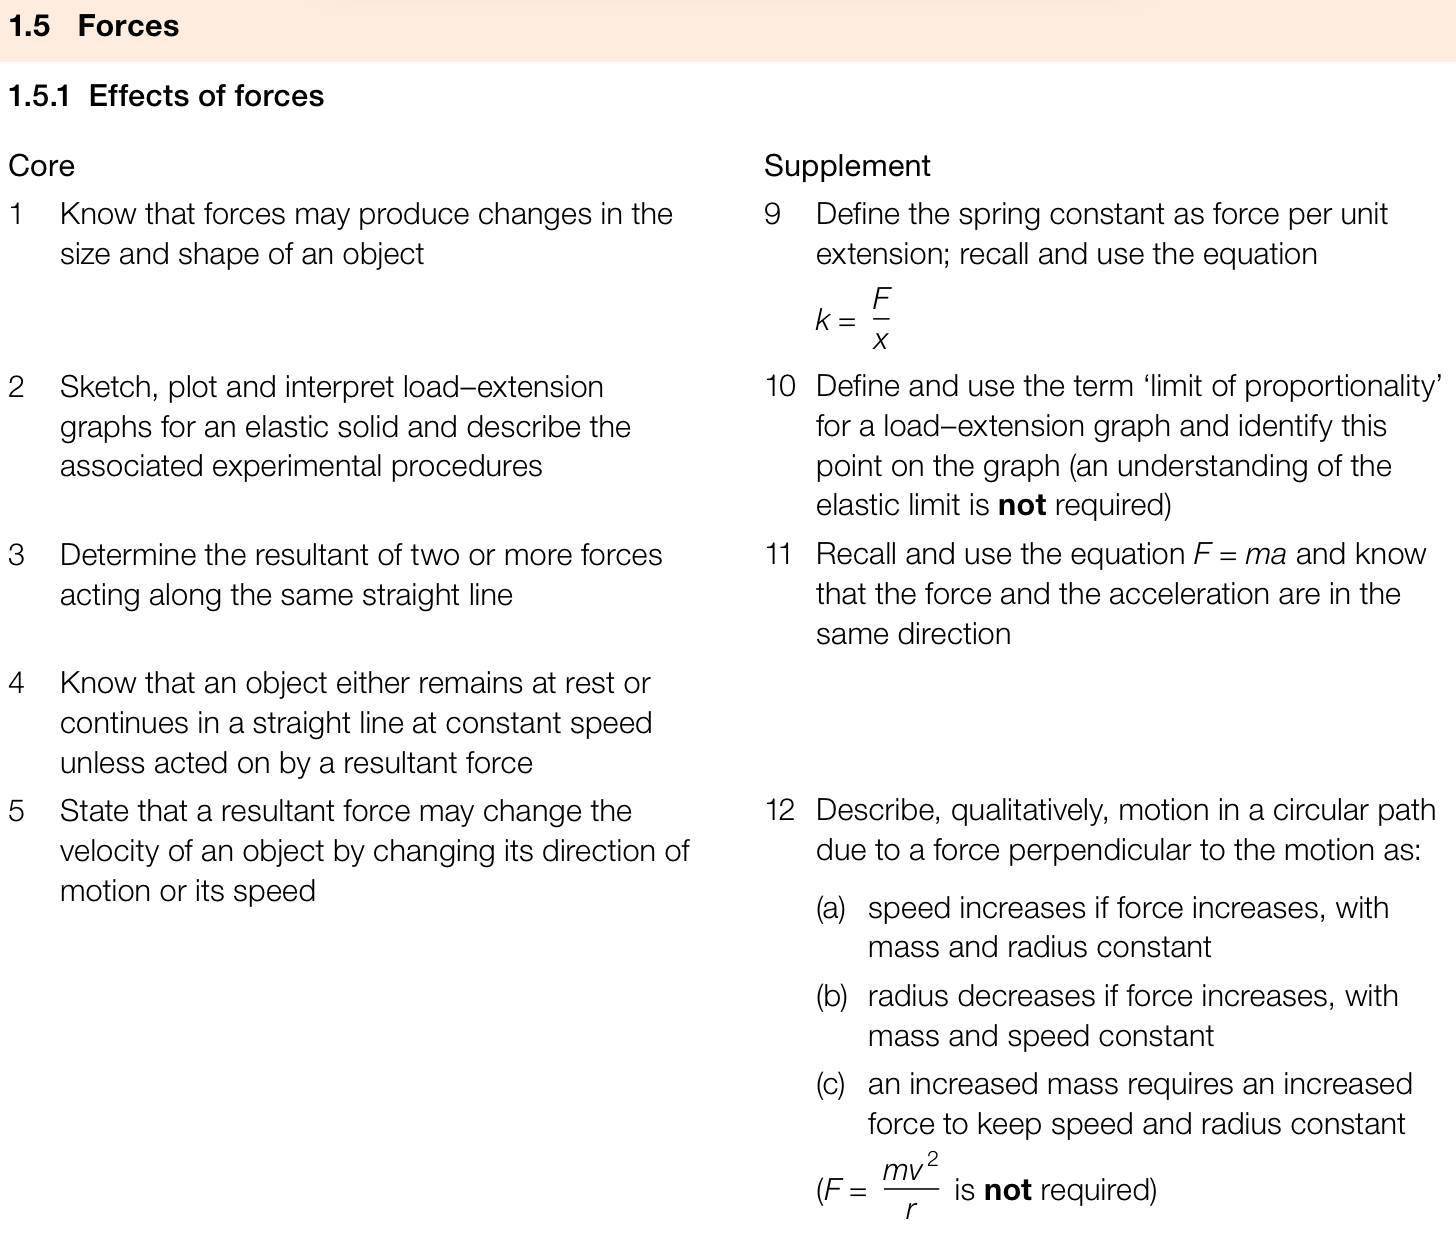 1.5 Forces
1.5.1 Effects of forces
Core
1 Know that forces may produce changes in the
size and shape of an object
2 Sketch, plot and interpret load–extension
graphs for an elastic solid and describe the
associated experimental procedures
3 Determine the resultant of two or more forces
acting along the same straight line
4 Know that an object either remains at rest or
continues in a straight line at constant speed
unless acted on by a resultant force
5 State that a resultant force may change the
velocity of an object by changing its direction of
motion or its speed
Supplement
9 Define the spring constant as force per unit
extension; recall and use the equation
k = F/x
10 Define and use the term ‘limit of proportionality’
for a load–extension graph and identify this
point on the graph (an understanding of the
elastic limit is not required)
11 Recall and use the equation F = ma and know
that the force and the acceleration are in the
same direction
12 Describe, qualitatively, motion in a circular path
due to a force perpendicular to the motion as:
(a) speed increases if force increases, with
mass and radius constant
(b) radius decreases if force increases, with
mass and speed constant
(c) an increased mass requires an increased
force to keep speed and radius constant
(F = mv²/r is not required)